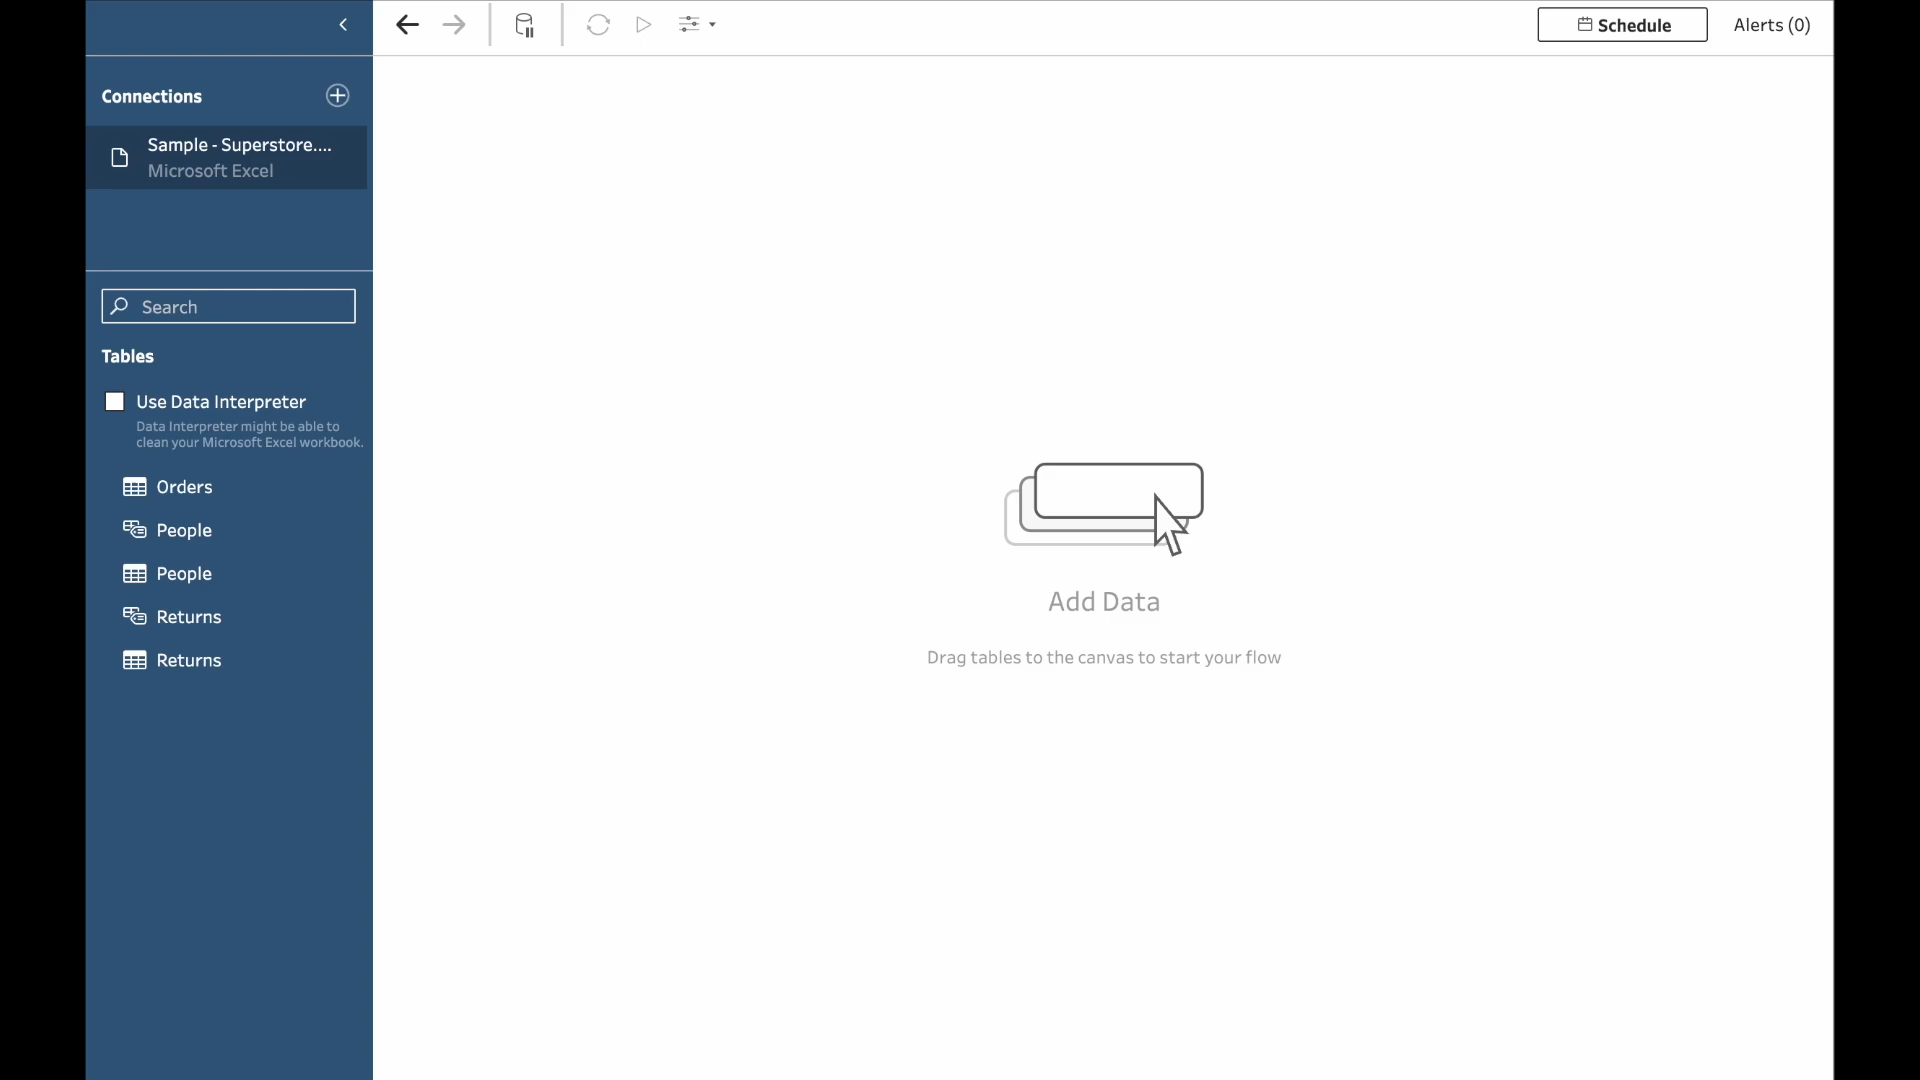 Schedule
Alerts (0)
Connections
Sample - Superstore....
Microsoft Excel
Search
Tables
Use Data Interpreter
Data Interpreter might be able to
clean your Microsoft Excel workbook.
Orders
People
People
Returns
Returns
Add Data
Drag tables to the canvas to start your flow